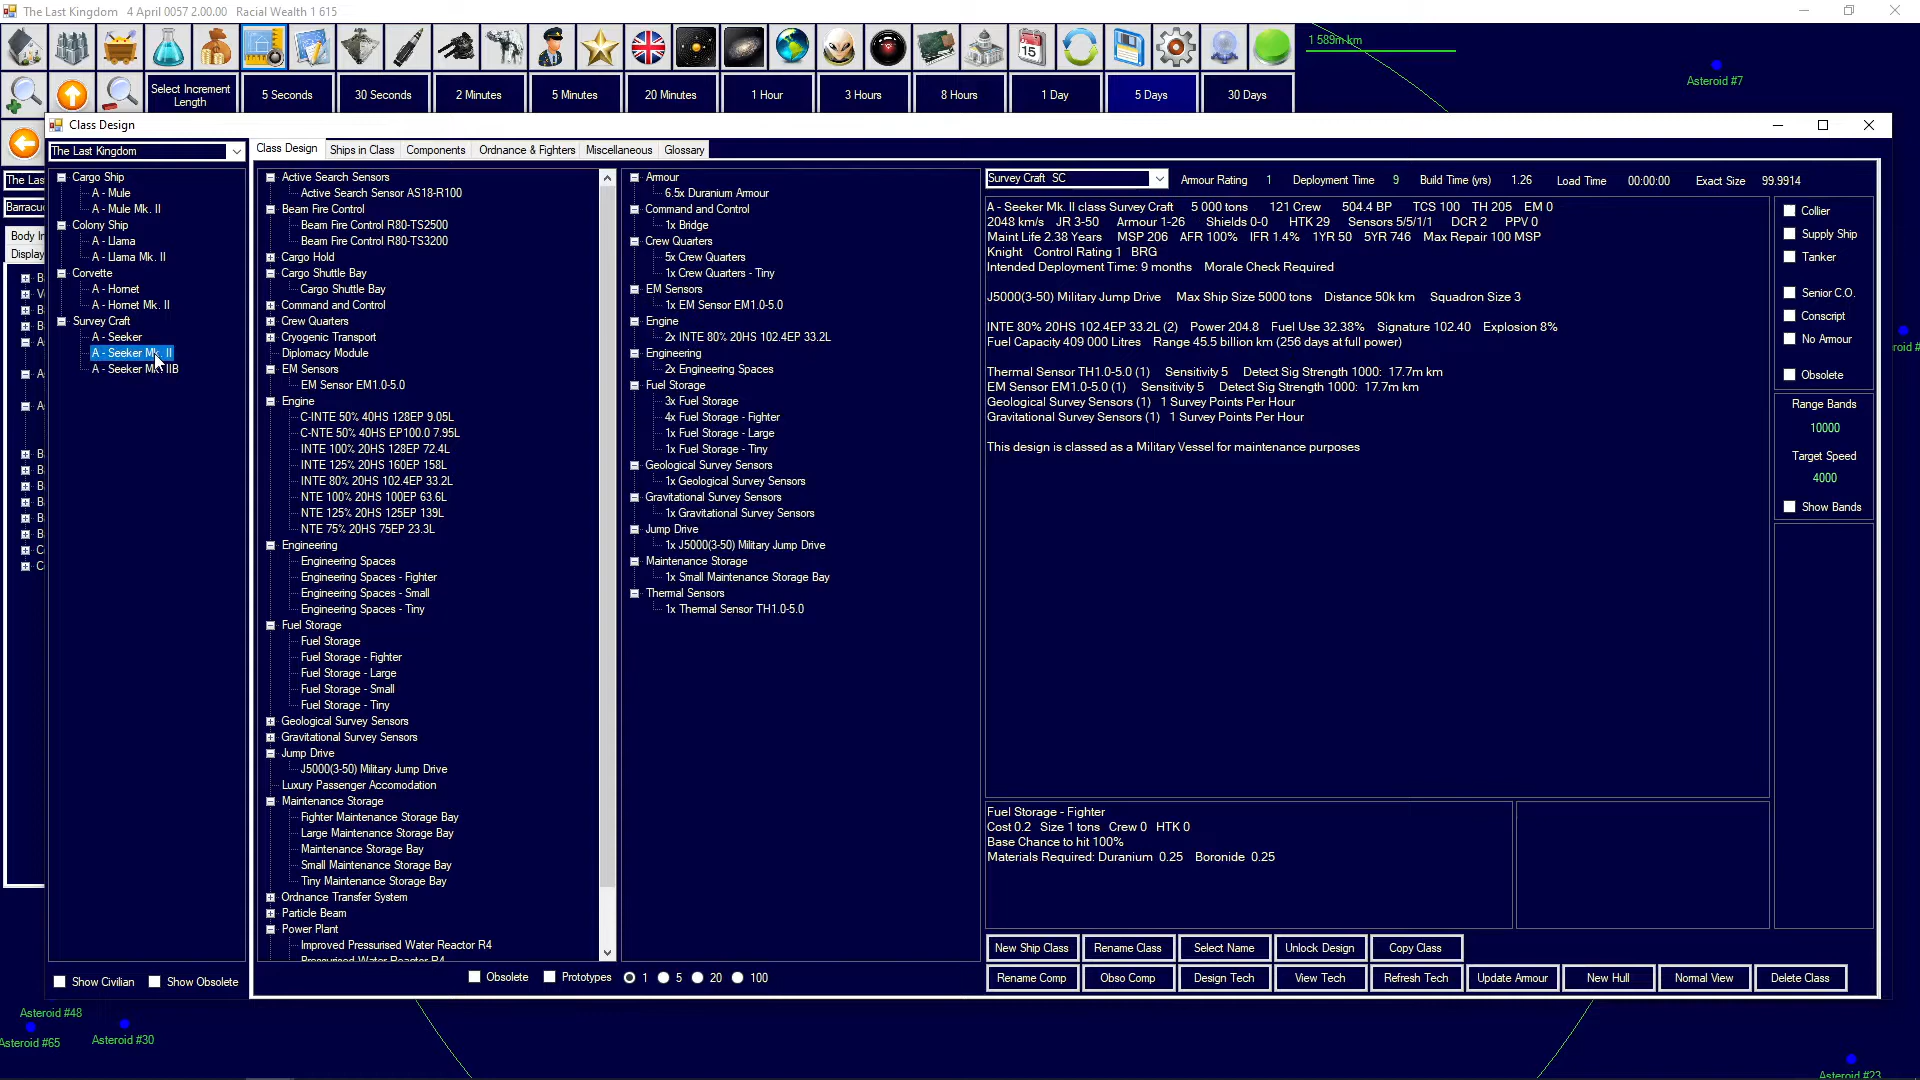 The Last Kingdom   4 April 0057 2.00.00   Racial Wealth 1 615
1 589m km
Asteroid #7
Select Increment Length
5 Seconds
30 Seconds
2 Minutes
5 Minutes
20 Minutes
1 Hour
3 Hours
8 Hours
1 Day
5 Days
30 Days
Class Design
The Last Kingdom
Class Design
Ships in Class
Components
Ordnance & Fighters
Miscellaneous
Glossary
The Las
Barracu
Body In
Display
Cargo Ship
A - Mule
A - Mule Mk. II
Colony Ship
A - Llama
A - Llama Mk. II
Corvette
A - Hornet
A - Hornet Mk. II
Survey Craft
A - Seeker
A - Seeker Mk. II
A - Seeker Mk. IIB
Show Civilian
Show Obsolete
Active Search Sensors
Active Search Sensor AS18-R100
Beam Fire Control
Beam Fire Control R80-TS2500
Beam Fire Control R80-TS3200
Cargo Hold
Cargo Shuttle Bay
Cargo Shuttle Bay
Command and Control
Crew Quarters
Cryogenic Transport
Diplomacy Module
EM Sensors
EM Sensor EM1.0-5.0
Engine
C-INTE 50% 40HS 128EP 9.05L
C-NTE 50% 40HS EP100.0 7.95L
INTE 100% 20HS 128EP 72.4L
INTE 125% 20HS 160EP 158L
INTE 80% 20HS 102.4EP 33.2L
NTE 100% 20HS 100EP 63.6L
NTE 125% 20HS 125EP 139L
NTE 75% 20HS 75EP 23.3L
Engineering
Engineering Spaces
Engineering Spaces - Fighter
Engineering Spaces - Small
Engineering Spaces - Tiny
Fuel Storage
Fuel Storage
Fuel Storage - Fighter
Fuel Storage - Large
Fuel Storage - Small
Fuel Storage - Tiny
Geological Survey Sensors
Gravitational Survey Sensors
Jump Drive
J5000(3-50) Military Jump Drive
Luxury Passenger Accomodation
Maintenance Storage
Fighter Maintenance Storage Bay
Large Maintenance Storage Bay
Maintenance Storage Bay
Small Maintenance Storage Bay
Tiny Maintenance Storage Bay
Ordnance Transfer System
Particle Beam
Power Plant
Improved Pressurised Water Reactor R4
Pressurised Water Reactor R4
Obsolete
Prototypes
1
5
20
100
Armour
6.5x Duranium Armour
Command and Control
1x Bridge
Crew Quarters
5x Crew Quarters
1x Crew Quarters - Tiny
EM Sensors
1x EM Sensor EM1.0-5.0
Engine
2x INTE 80% 20HS 102.4EP 33.2L
Engineering
2x Engineering Spaces
Fuel Storage
3x Fuel Storage
4x Fuel Storage - Fighter
1x Fuel Storage - Large
1x Fuel Storage - Tiny
Geological Survey Sensors
1x Geological Survey Sensors
Gravitational Survey Sensors
1x Gravitational Survey Sensors
Jump Drive
1x J5000(3-50) Military Jump Drive
Maintenance Storage
1x Small Maintenance Storage Bay
Thermal Sensors
1x Thermal Sensor TH1.0-5.0
Survey Craft  SC
Armour Rating 1   Deployment Time 9   Build Time (yrs) 1.26   Load Time 00:00:00   Exact Size 99.9914
A - Seeker Mk. II class Survey Craft   5 000 tons   121 Crew   504.4 BP   TCS 100   TH 205   EM 0
2048 km/s   JR 3-50   Armour 1-26   Shields 0-0   HTK 29   Sensors 5/5/1/1   DCR 2   PPV 0
Maint Life 2.38 Years   MSP 206   AFR 100%   IFR 1.4%   1YR 50   5YR 746   Max Repair 100 MSP
Knight   Control Rating 1   BRG
Intended Deployment Time: 9 months   Morale Check Required
J5000(3-50) Military Jump Drive   Max Ship Size 5000 tons   Distance 50k km   Squadron Size 3
INTE 80% 20HS 102.4EP 33.2L (2)   Power 204.8   Fuel Use 32.38%   Signature 102.40   Explosion 8%
Fuel Capacity 409 000 Litres   Range 45.5 billion km (256 days at full power)
Thermal Sensor TH1.0-5.0 (1)   Sensitivity 5   Detect Sig Strength 1000:  17.7m km
EM Sensor EM1.0-5.0 (1)   Sensitivity 5   Detect Sig Strength 1000:  17.7m km
Geological Survey Sensors (1)   1 Survey Points Per Hour
Gravitational Survey Sensors (1)   1 Survey Points Per Hour
This design is classed as a Military Vessel for maintenance purposes
Fuel Storage - Fighter
Cost 0.2   Size 1 tons   Crew 0   HTK 0
Base Chance to hit 100%
Materials Required: Duranium  0.25   Boronide  0.25
Collier
Supply Ship
Tanker
Senior C.O.
Conscript
No Armour
Obsolete
Range Bands
10000
Target Speed
4000
Show Bands
New Ship Class
Rename Class
Select Name
Unlock Design
Copy Class
Rename Comp
Obso Comp
Design Tech
View Tech
Refresh Tech
Update Armour
New Hull
Normal View
Delete Class
roid #
Asteroid #48
Asteroid #65
Asteroid #30
Asteroid #23